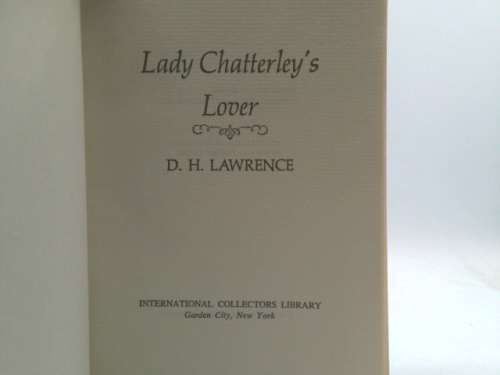 Lady Chatterley's
Lover
D. H. LAWRENCE
INTERNATIONAL COLLECTORS LIBRARY
Garden City, New York